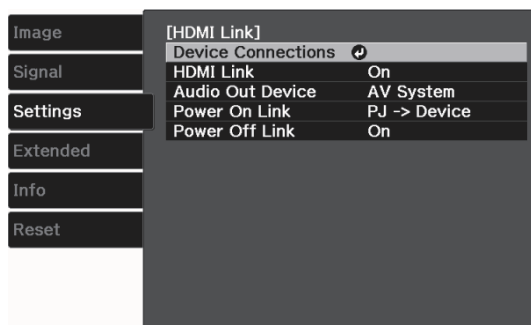 Image
Signal
Settings
Extended
Info
Reset
[HDMI Link]
Device Connections
HDMI Link On
Audio Out Device AV System
Power On Link PJ -> Device
Power Off Link On